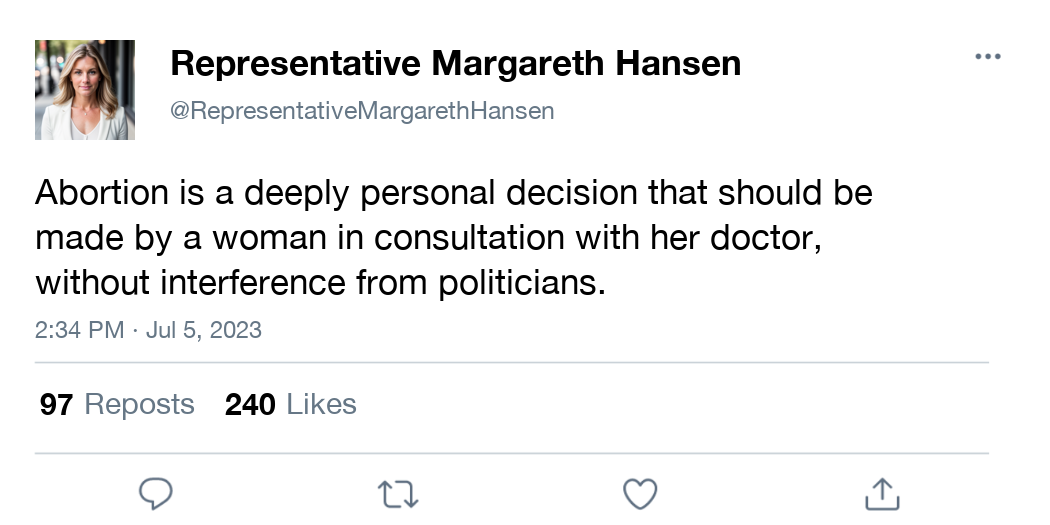 Representative Margareth Hansen
@RepresentativeMargarethHansen
Abortion is a deeply personal decision that should be
made by a woman in consultation with her doctor,
without interference from politicians.
2:34 PM · Jul 5, 2023
97 Reposts 240 Likes